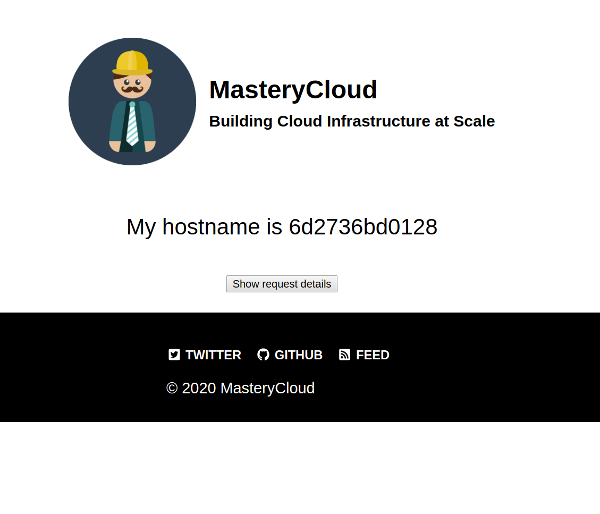 MasteryCloud
Building Cloud Infrastructure at Scale
My hostname is 6d2736bd0128
Show request details
TWITTER GITHUB FEED
© 2020 MasteryCloud